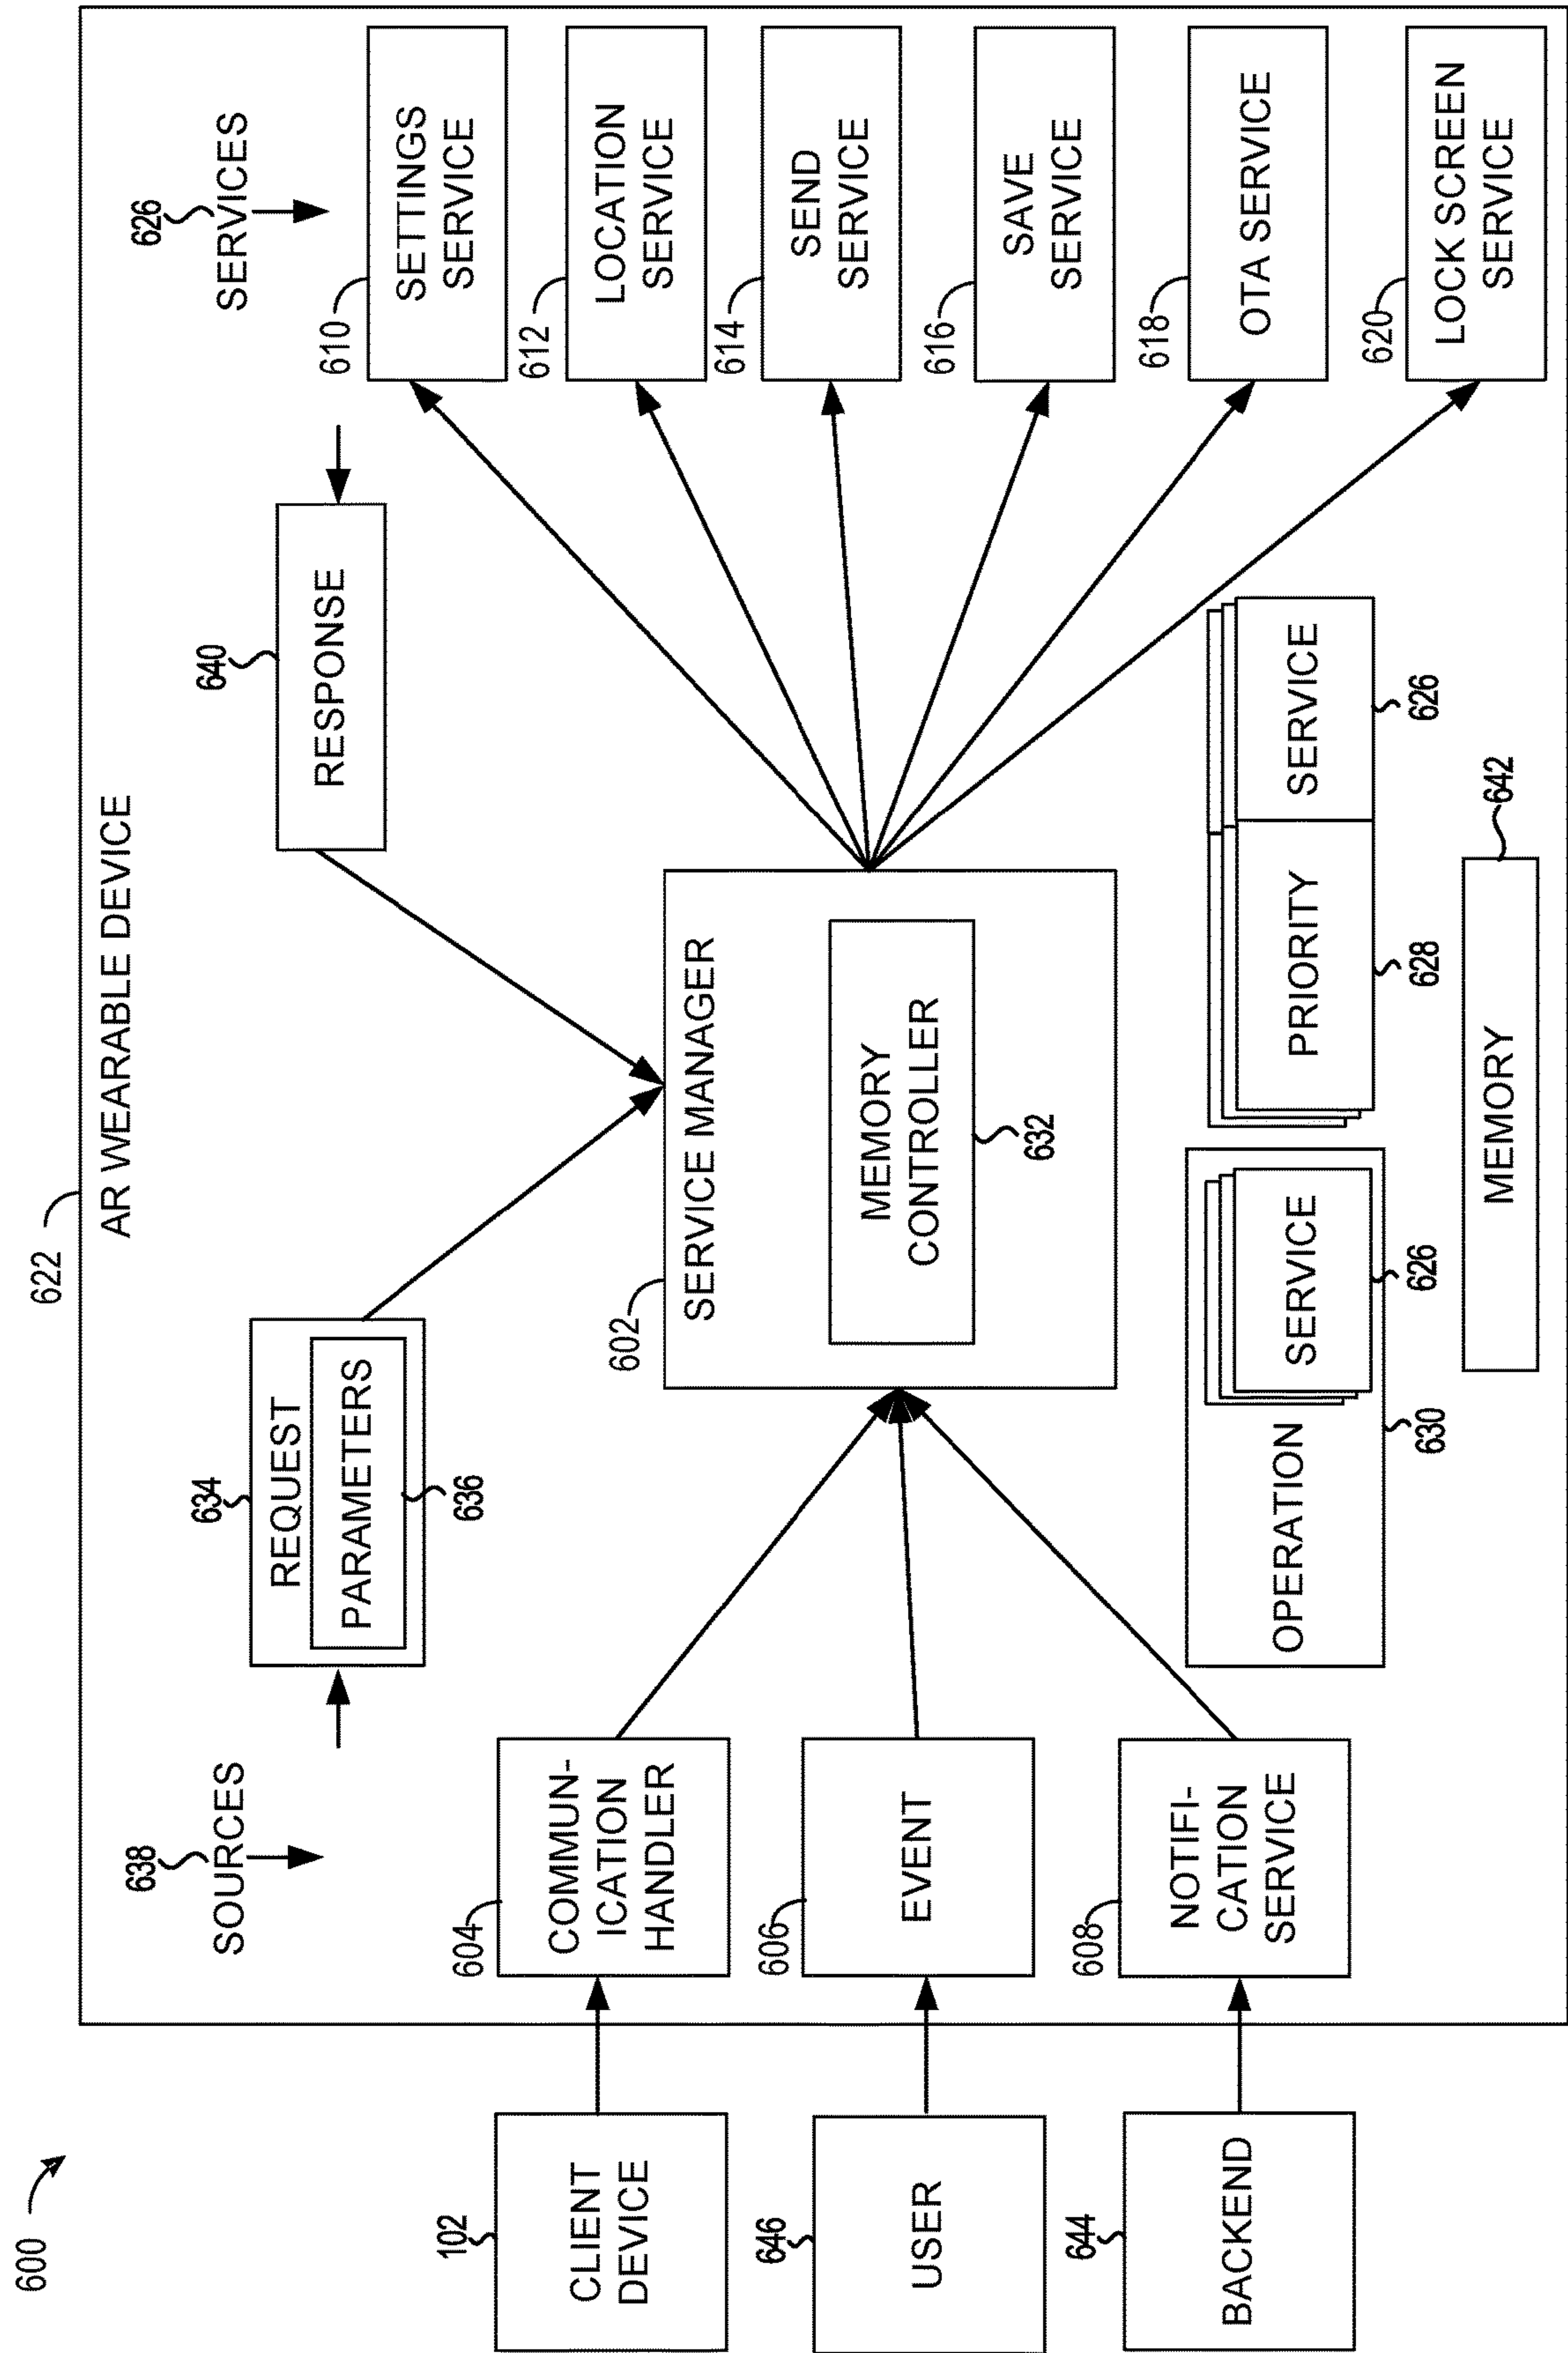 600
622
AR WEARABLE DEVICE
638
SOURCES
634
REQUEST
PARAMETERS
636
640
RESPONSE
626
SERVICES
102
CLIENT
DEVICE
646
USER
644
BACKEND
604
COMMUN-
ICATION
HANDLER
606
EVENT
608
NOTIFI-
CATION
SERVICE
602
SERVICE MANAGER
MEMORY
CONTROLLER
632
610
SETTINGS
SERVICE
612
LOCATION
SERVICE
614
SEND
SERVICE
616
SAVE
SERVICE
618
OTA SERVICE
620
LOCK SCREEN
SERVICE
OPERATION
SERVICE
626
630
PRIORITY
SERVICE
628
626
MEMORY
642